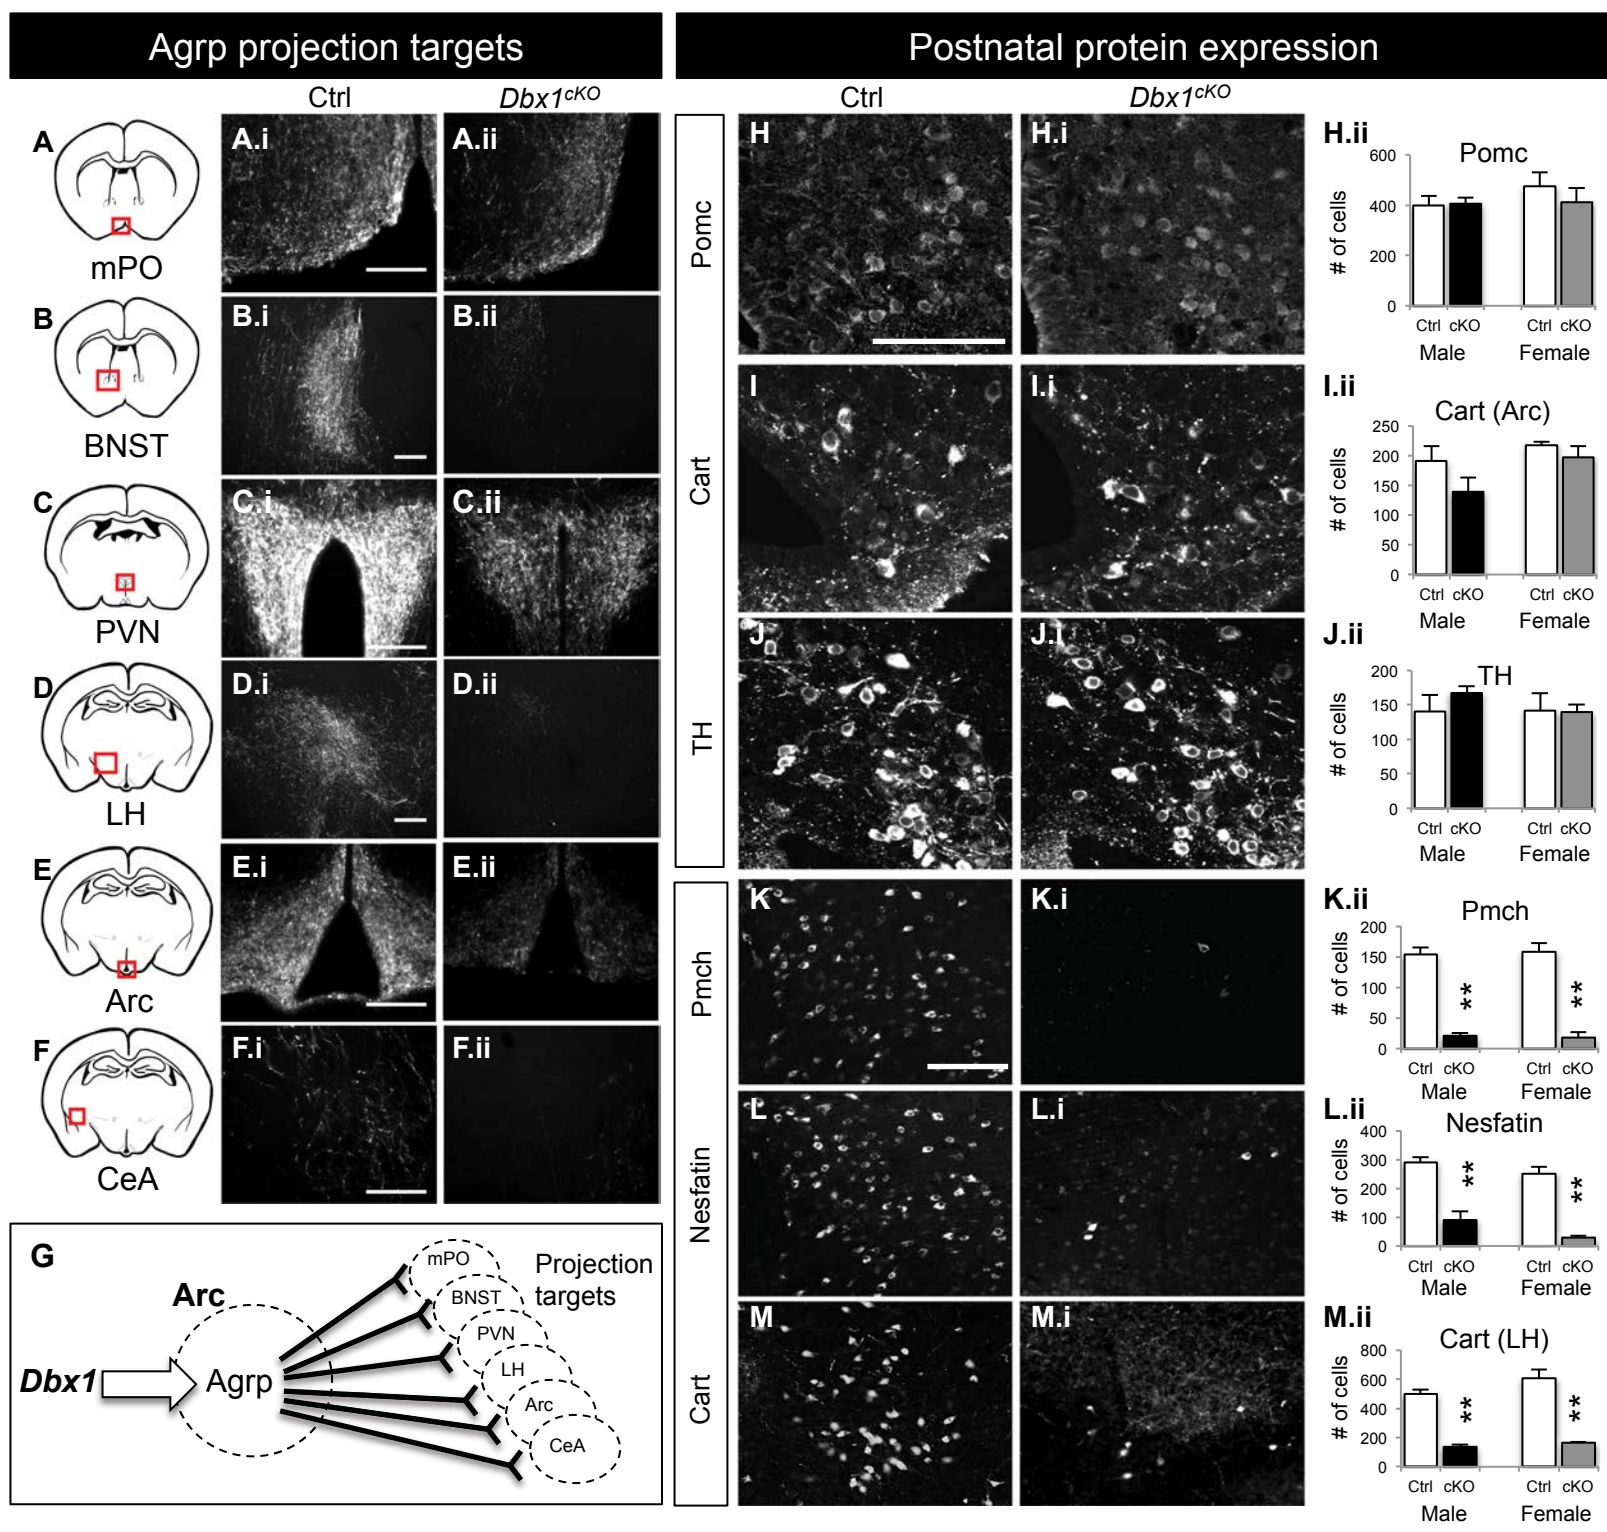 Agrp projection targets
Ctrl
Dbx1cKO
A
A.i
A.ii
mPO
B
B.i
B.ii
BNST
C
C.i
C.ii
PVN
D
D.i
D.ii
LH
E
E.i
E.ii
Arc
F
F.i
F.ii
CeA
G
Dbx1
Arc
Agrp
mPO
BNST
PVN
LH
Arc
CeA
Projection
targets
Postnatal protein expression
Ctrl
Dbx1cKO
Pomc
H
H.i
H.ii
Pomc
# of cells
600
400
200
0
Ctrl cKO Ctrl cKO
Male Female
Cart
I
I.i
I.ii
Cart (Arc)
# of cells
250
200
150
100
50
0
Ctrl cKO Ctrl cKO
Male Female
TH
J
J.i
J.ii
TH
# of cells
200
150
100
50
0
Ctrl cKO Ctrl cKO
Male Female
Pmch
K
K.i
K.ii
Pmch
# of cells
200
150
100
50
0
** **
Ctrl cKO Ctrl cKO
Male Female
Nesfatin
L
L.i
L.ii
Nesfatin
# of cells
400
300
200
100
0
** **
Ctrl cKO Ctrl cKO
Male Female
Cart
M
M.i
M.ii
Cart (LH)
# of cells
800
600
400
200
0
** **
Ctrl cKO Ctrl cKO
Male Female